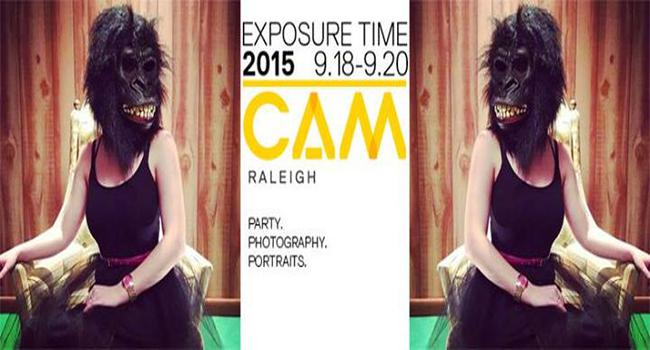 EXPOSURE TIME
2015 9.18-9.20
CAM
RALEIGH
PARTY.
PHOTOGRAPHY.
PORTRAITS.